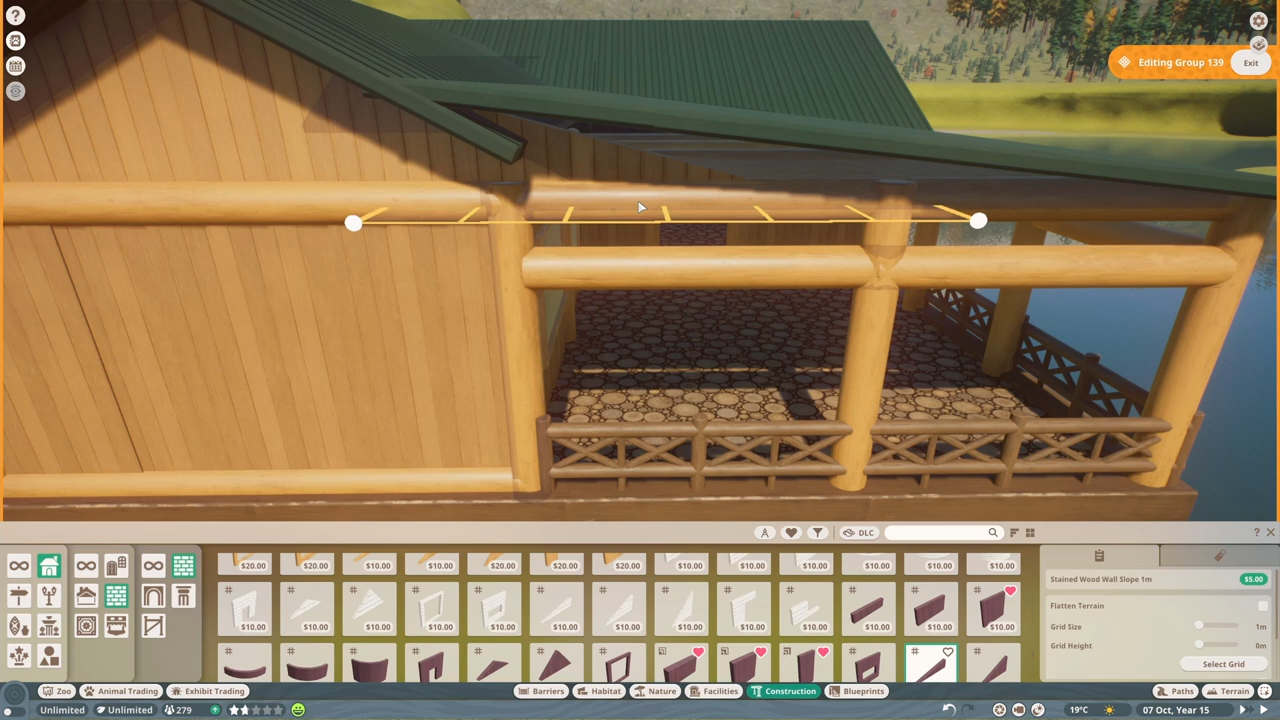 ?
Editing Group 139
Exit
DLC
?
$20.00 $20.00 $10.00 $10.00 $20.00 $20.00 $20.00 $10.00 $10.00 $10.00 $10.00 $10.00 $10.00
$10.00 $10.00 $10.00 $10.00 $10.00 $10.00 $10.00 $10.00 $10.00 $10.00 $10.00 $10.00 $10.00
Stained Wood Wall Slope 1m
$5.00
Flatten Terrain
Grid Size
1m
Grid Height
0m
Select Grid
Zoo
Animal Trading
Exhibit Trading
Barriers
Habitat
Nature
Facilities
Construction
Blueprints
Paths
Terrain
Unlimited
Unlimited
279
19°C
07 Oct, Year 15